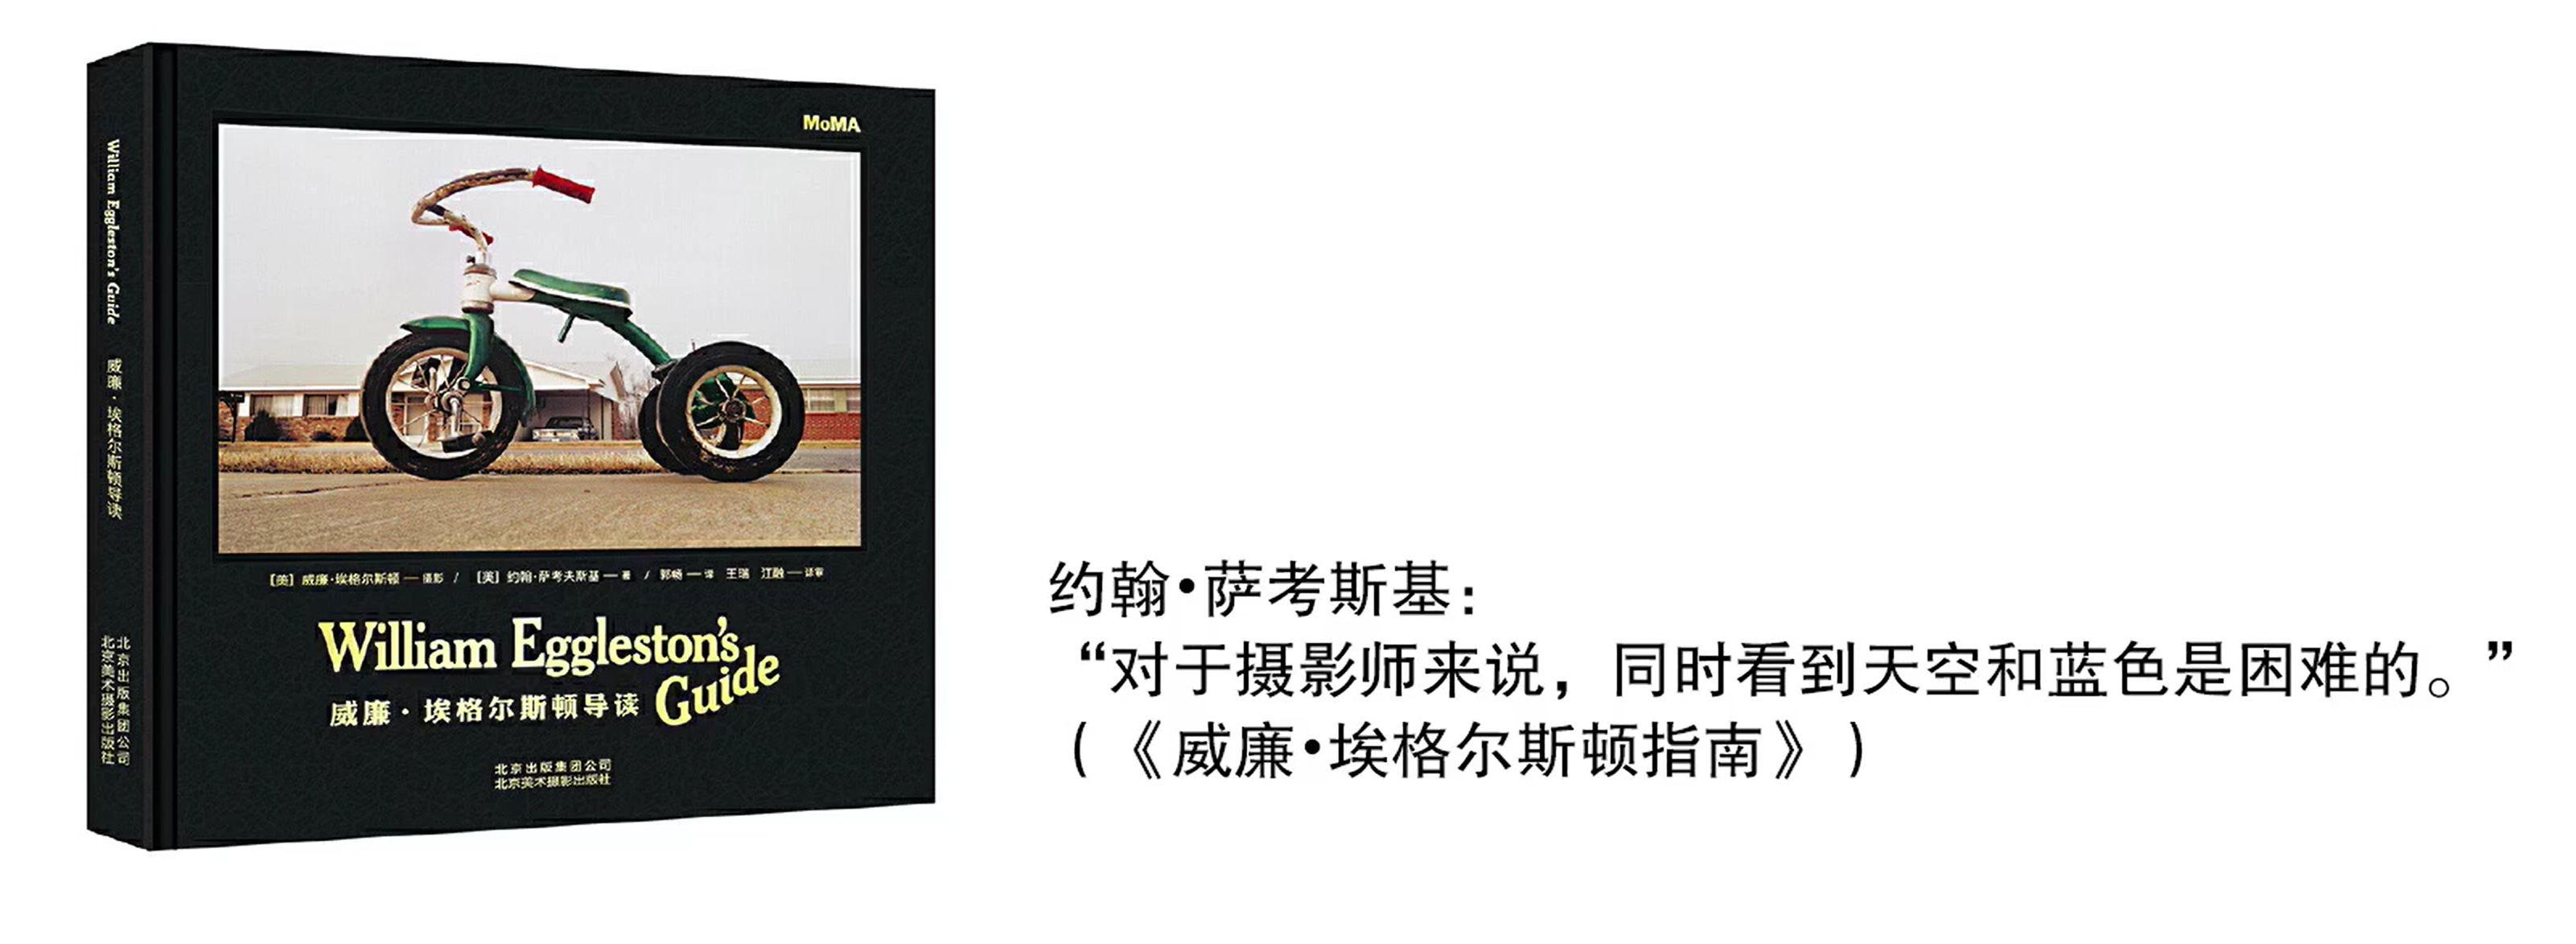 MoMA
William Eggleston's Guide
威廉·埃格尔斯顿导读
北京出版集团公司
北京美术摄影出版社
[美] 威廉·埃格尔斯顿 — 摄影 / [美] 约翰·萨考夫斯基 — 著 / 郭畅 — 译 王瑞 江融 — 译审
William Eggleston's
Guide
威廉·埃格尔斯顿导读
北京出版集团公司
北京美术摄影出版社
约翰•萨考斯基：
“对于摄影师来说，同时看到天空和蓝色是困难的。”
（《威廉•埃格尔斯顿指南》）